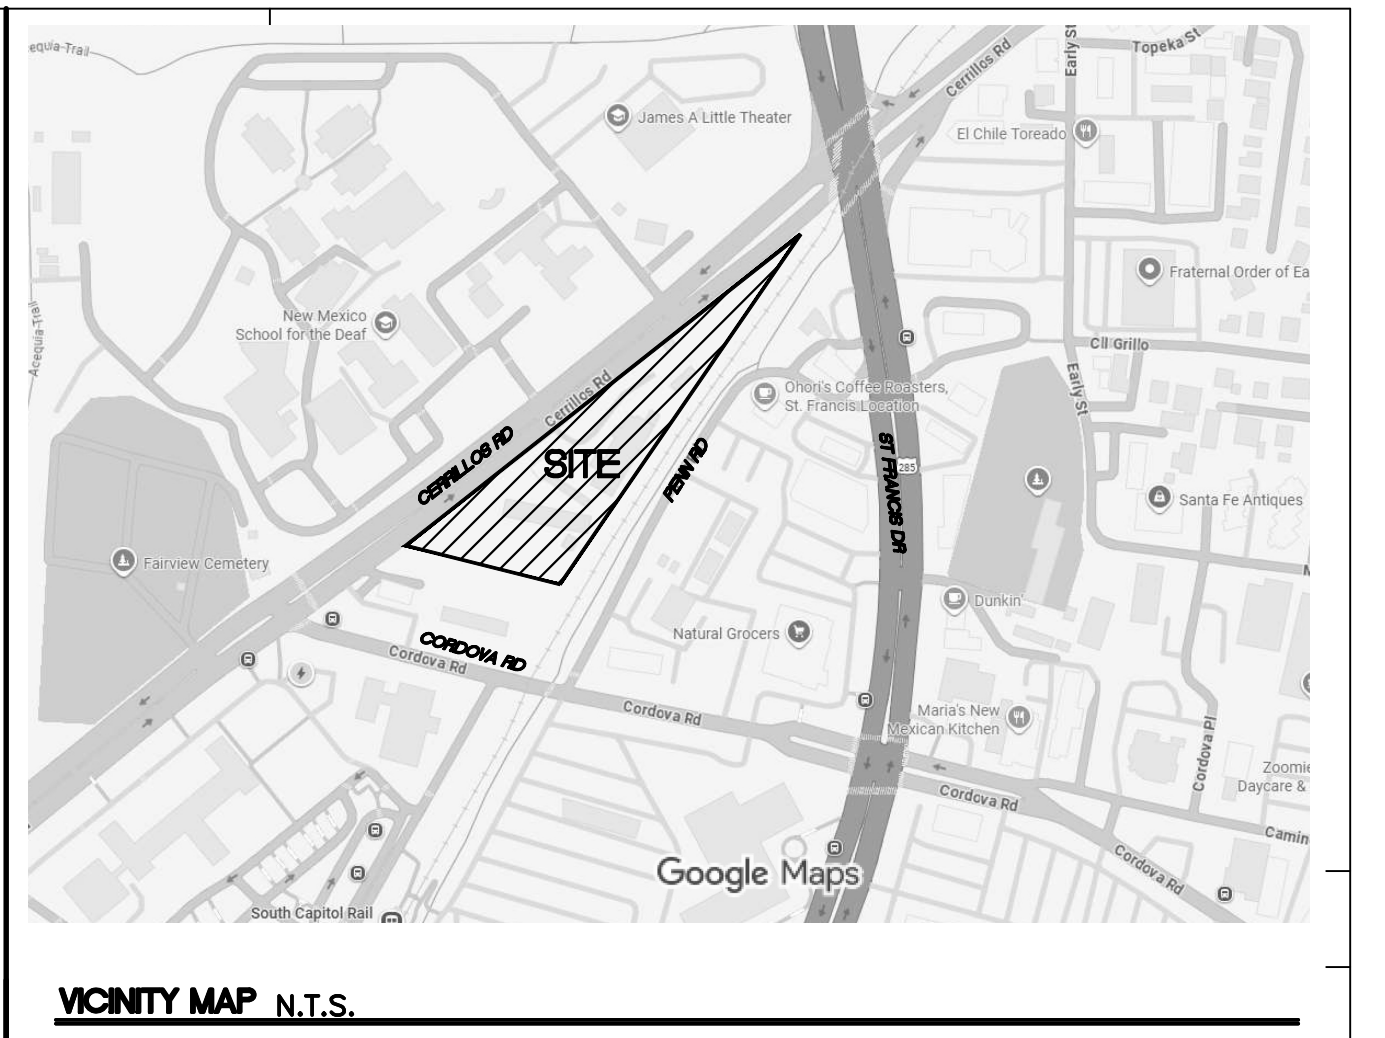 equia-Trail
Early St
Topeka St
Cerrillos Rd
James A Little Theater
El Chile Toreado
Fraternal Order of Ea
New Mexico
School for the Deaf
Acequia-Trail
Cll Grillo
Early St
Cerrillos Rd
Ohori's Coffee Roasters,
St. Francis Location
CERRILLOS RD
SITE
PENN RD
ST FRANCIS DR
285
Santa Fe Antiques
Fairview Cemetery
Dunkin'
Natural Grocers
CORDOVA RD
Cordova Rd
Cordova Rd
Maria's New
Mexican Kitchen
Cordova Pl
Zoomie
Daycare &
Cordova Rd
Camin
Cordova Rd
Google Maps
South Capitol Rail
VICINITY MAP N.T.S.